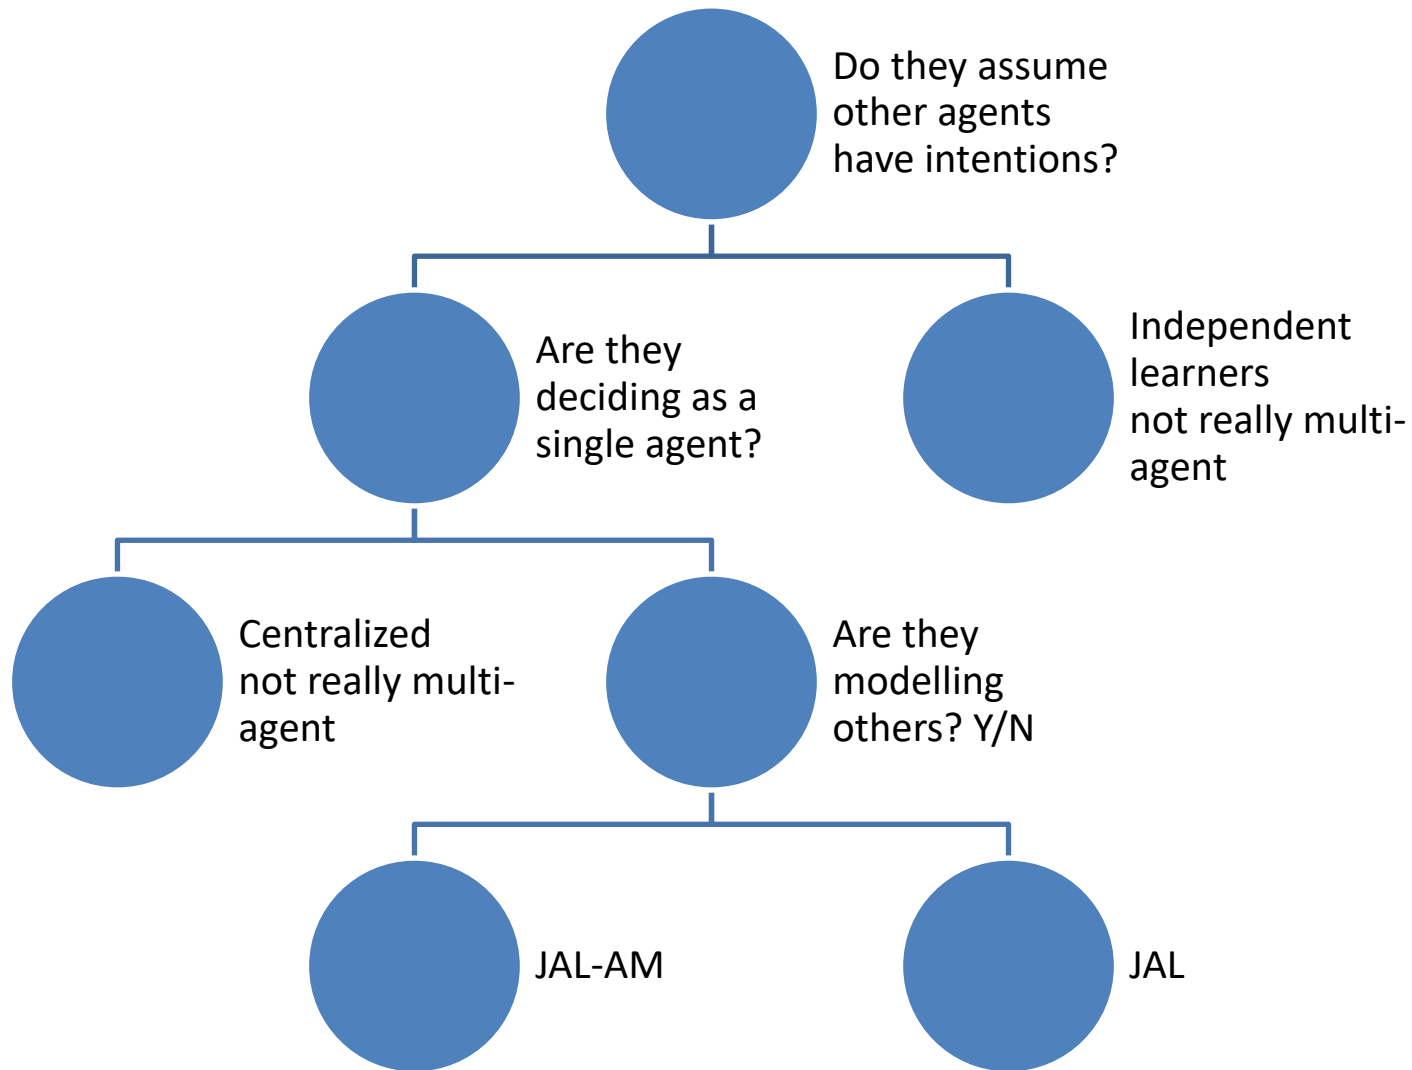 Do they assume
other agents
have intentions?
Are they
deciding as a
single agent?
Independent
learners
not really multi-
agent
Centralized
not really multi-
agent
Are they
modelling
others? Y/N
JAL-AM
JAL